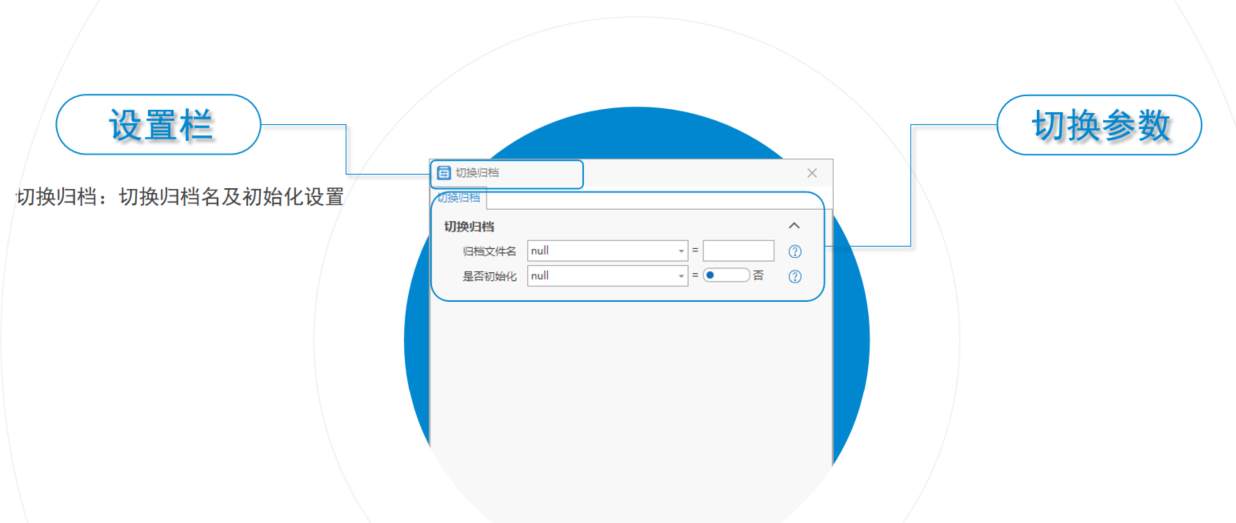 设置栏
切换参数
切换归档：切换归档名及初始化设置
切换归档
切换归档
切换归档
归档文件名 null = ?
是否初始化 null = 否 ?